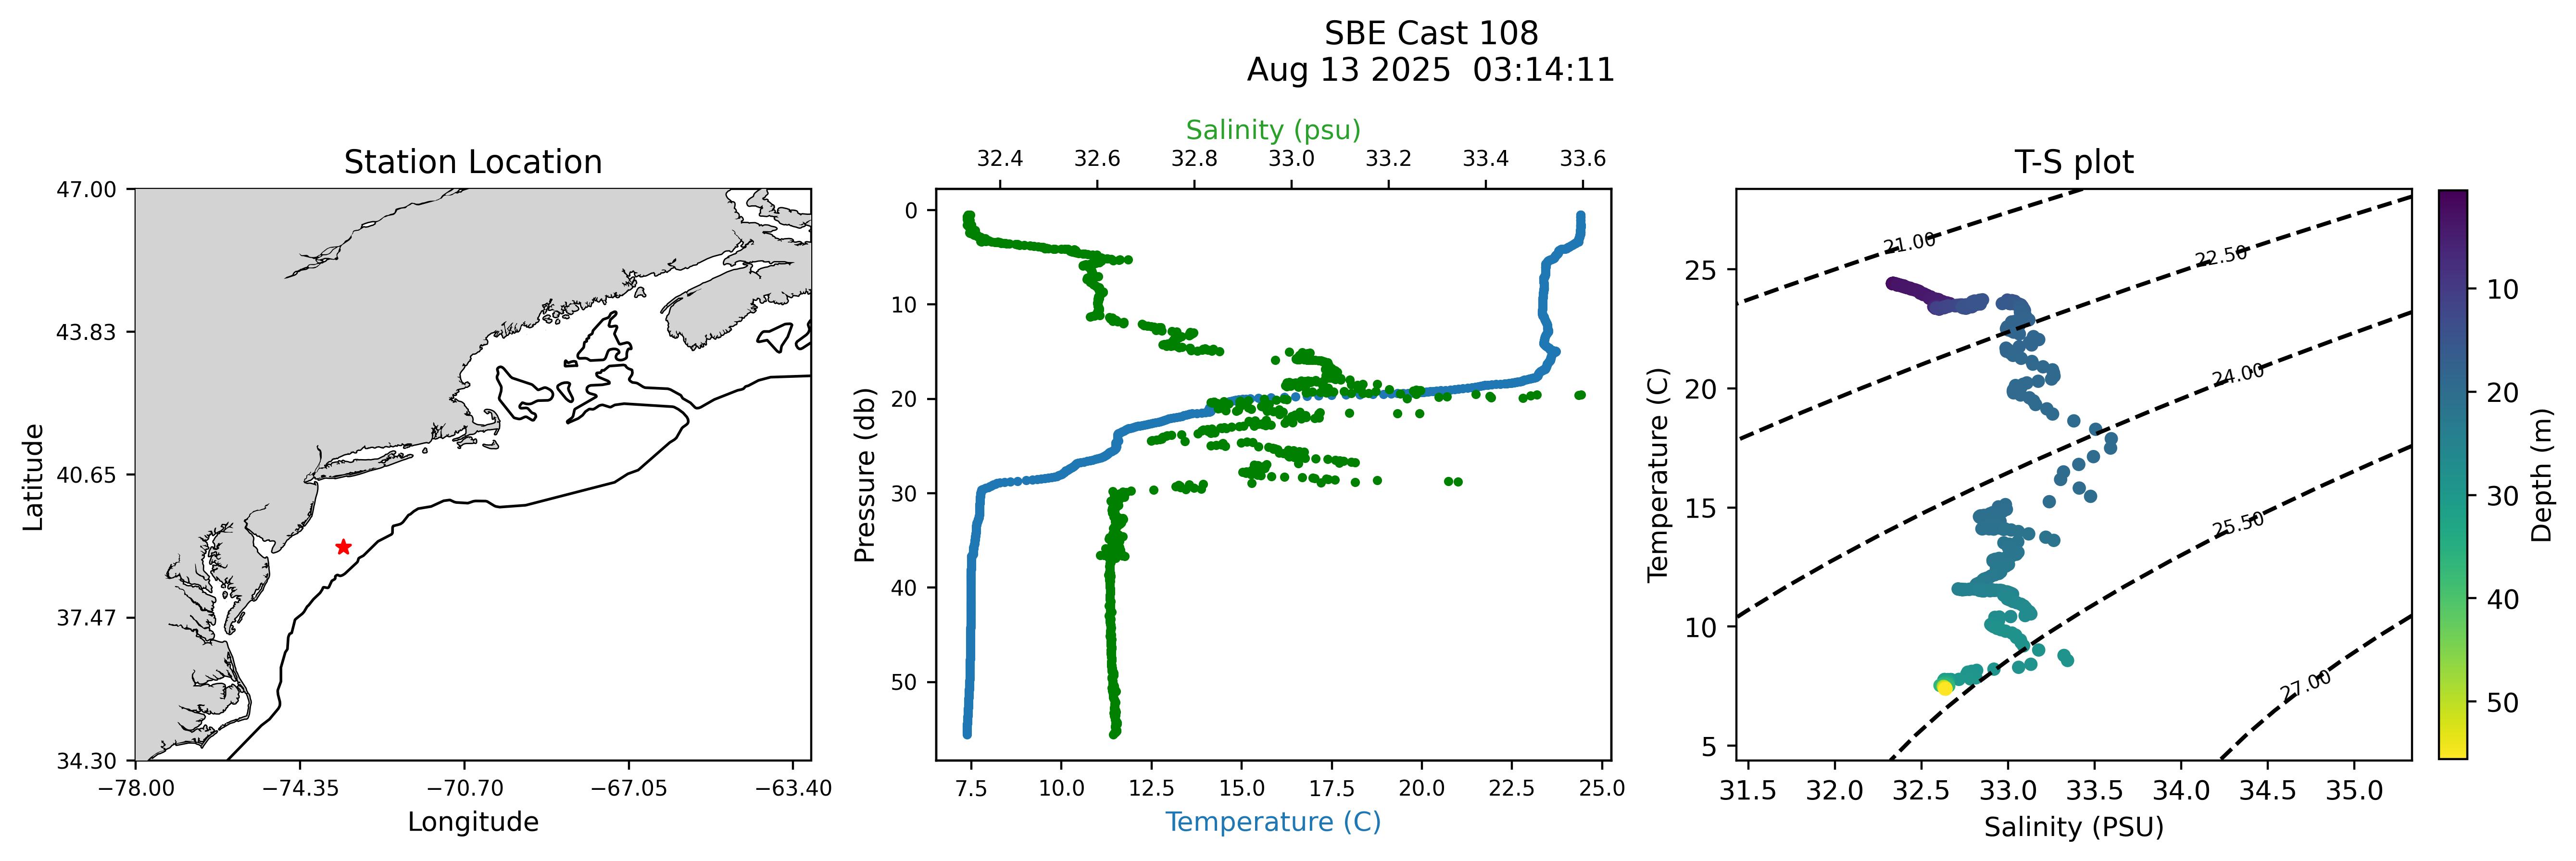 SBE Cast 108
Aug 13 2025  03:14:11
Station Location
47.00
43.83
40.65
37.47
34.30
Latitude
−78.00 −74.35 −70.70 −67.05 −63.40
Longitude
Salinity (psu)
32.4 32.6 32.8 33.0 33.2 33.4 33.6
0
10
20
30
40
50
Pressure (db)
7.5 10.0 12.5 15.0 17.5 20.0 22.5 25.0
Temperature (C)
T-S plot
25
20
15
10
5
Temperature (C)
21.00
22.50
24.00
25.50
27.00
31.5 32.0 32.5 33.0 33.5 34.0 34.5 35.0
Salinity (PSU)
10
20
30
40
50
Depth (m)